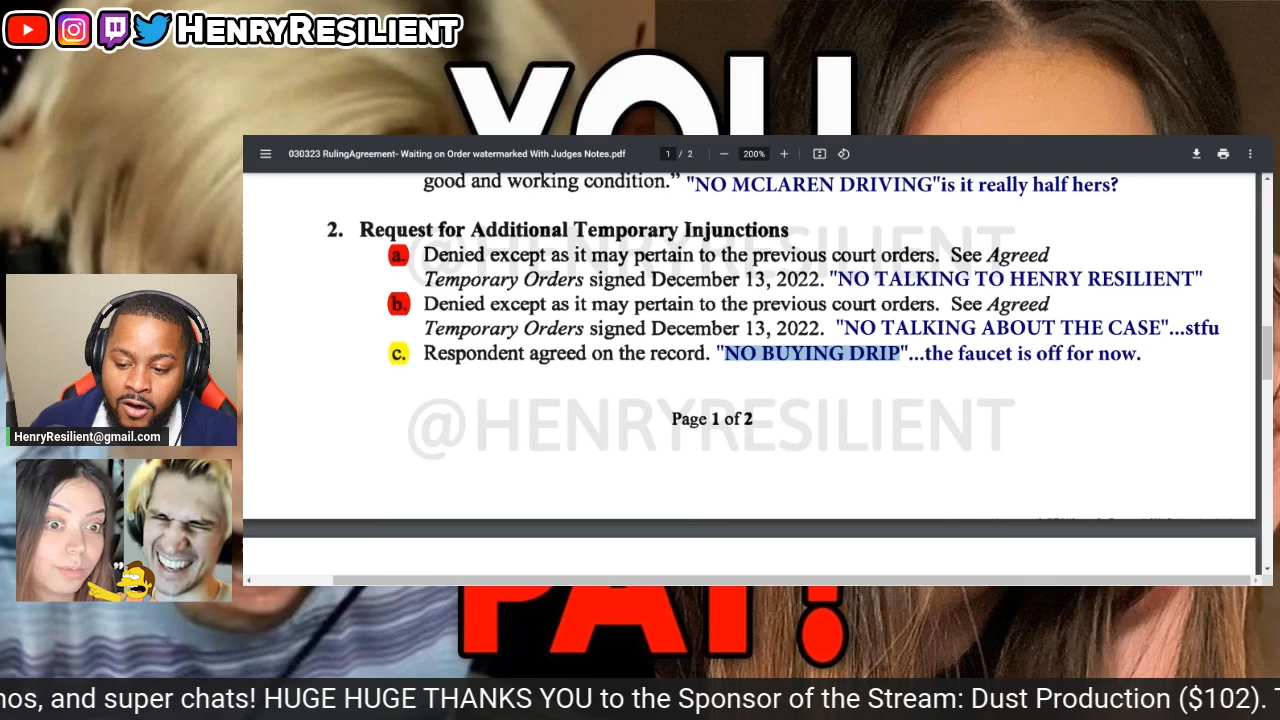 HENRYRESILIENT
YOU
030323 RulingAgreement- Waiting on Order watermarked With Judges Notes.pdf
1 / 2
200%
good and working condition.” "NO MCLAREN DRIVING"is it really half hers?
2. Request for Additional Temporary Injunctions
a. Denied except as it may pertain to the previous court orders. See Agreed
Temporary Orders signed December 13, 2022. "NO TALKING TO HENRY RESILIENT"
b. Denied except as it may pertain to the previous court orders. See Agreed
Temporary Orders signed December 13, 2022. "NO TALKING ABOUT THE CASE"...stfu
c. Respondent agreed on the record. "NO BUYING DRIP"...the faucet is off for now.
@HENRYRESILIENT
Page 1 of 2
@HENRYRESILIENT
HenryResilient@gmail.com
PAY!
nos, and super chats! HUGE HUGE THANKS YOU to the Sponsor of the Stream: Dust Production ($102).